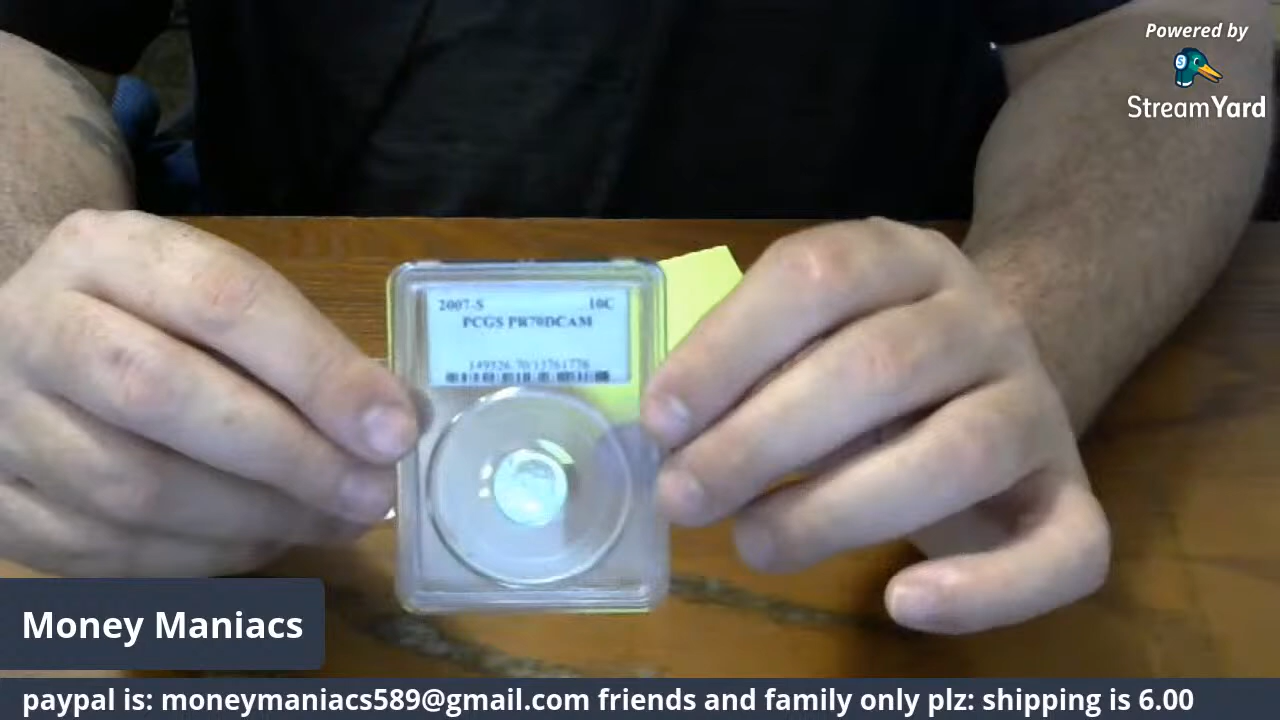 Powered by
StreamYard
2007-S 10C
PCGS PR70DCAM
Money Maniacs
paypal is: moneymaniacs589@gmail.com friends and family only plz: shipping is 6.00